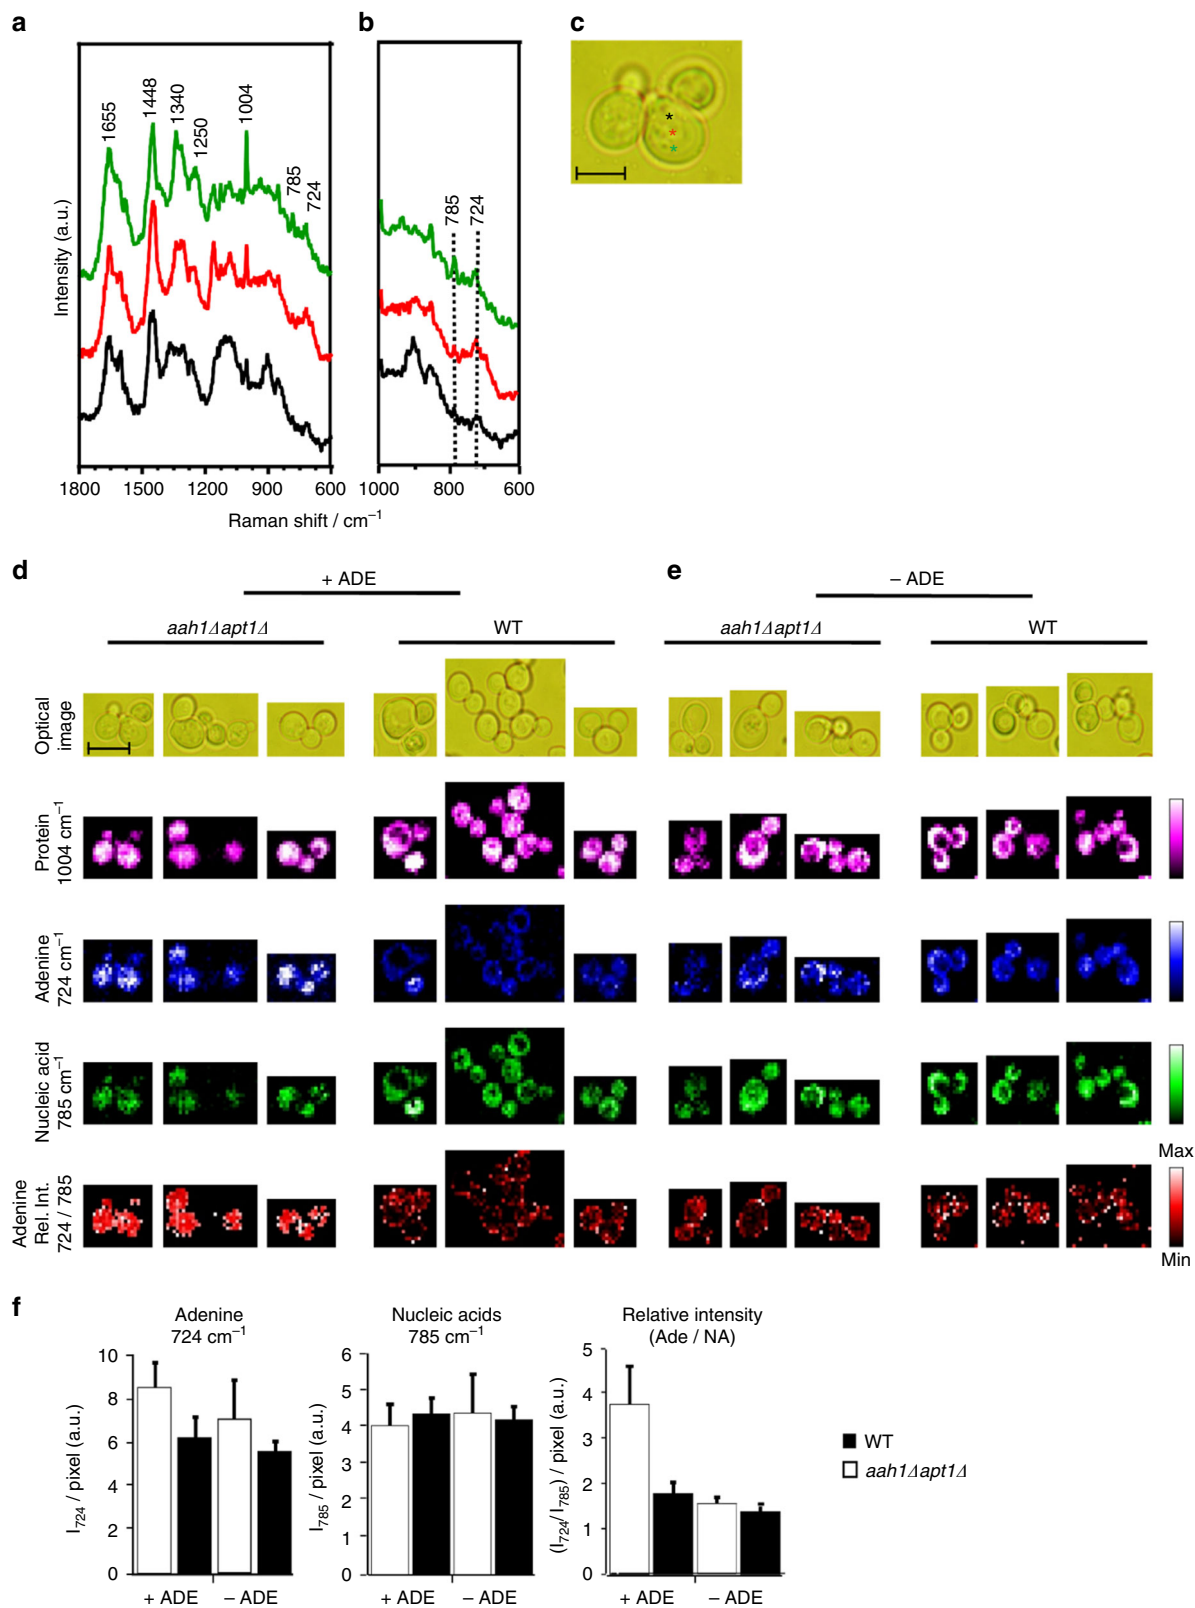 a
b
c
1655
1448
1340
1250
1004
785
724
785
724
Intensity (a.u.)
1800 1500 1200 900 600
1000 800 600
Raman shift / cm⁻¹
d
+ ADE
e
– ADE
aah1Δapt1Δ
WT
aah1Δapt1Δ
WT
Optical
image
Protein
1004 cm⁻¹
Adenine
724 cm⁻¹
Nucleic acid
785 cm⁻¹
Max
Adenine
Rel. Int.
724 / 785
Min
f
Adenine
724 cm⁻¹
I₇₂₄ / pixel (a.u.)
10
8
6
4
2
0
+ ADE – ADE
Nucleic acids
785 cm⁻¹
I₇₈₅ / pixel (a.u.)
6
5
4
3
2
1
0
+ ADE – ADE
Relative intensity
(Ade / NA)
(I₇₂₄/ I₇₈₅) / pixel (a.u.)
5
4
3
2
1
0
+ ADE – ADE
WT
aah1Δapt1Δ